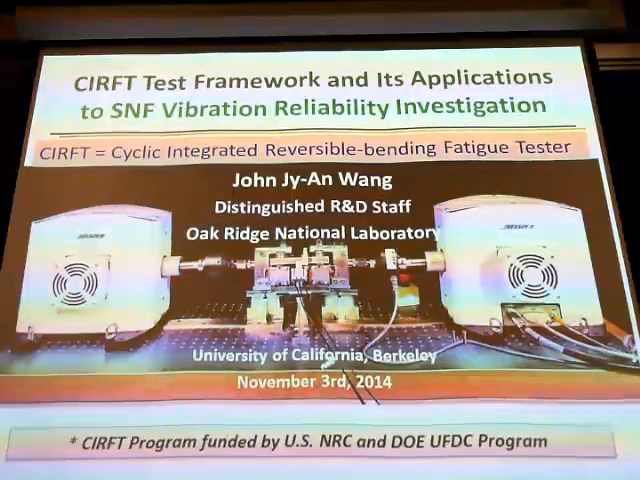 CIRFT Test Framework and Its Applications
to SNF Vibration Reliability Investigation
CIRFT = Cyclic Integrated Reversible-bending Fatigue Tester
John Jy-An Wang
Distinguished R&D Staff
Oak Ridge National Laboratory
University of California, Berkeley
November 3rd, 2014
* CIRFT Program funded by U.S. NRC and DOE UFDC Program